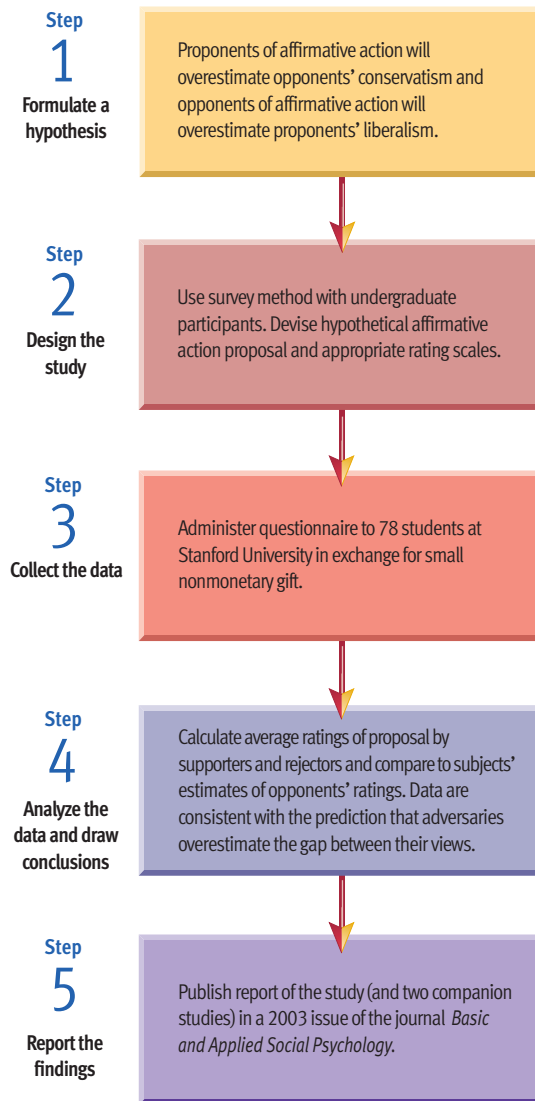 Step
1
Formulate a
hypothesis
Proponents of affirmative action will
overestimate opponents’ conservatism and
opponents of affirmative action will
overestimate proponents’ liberalism.
Step
2
Design the
study
Use survey method with undergraduate
participants. Devise hypothetical affirmative
action proposal and appropriate rating scales.
Step
3
Collect the data
Administer questionnaire to 78 students at
Stanford University in exchange for small
nonmonetary gift.
Step
4
Analyze the
data and draw
conclusions
Calculate average ratings of proposal by
supporters and rejectors and compare to subjects’
estimates of opponents’ ratings. Data are
consistent with the prediction that adversaries
overestimate the gap between their views.
Step
5
Report the
findings
Publish report of the study (and two companion
studies) in a 2003 issue of the journal Basic
and Applied Social Psychology.